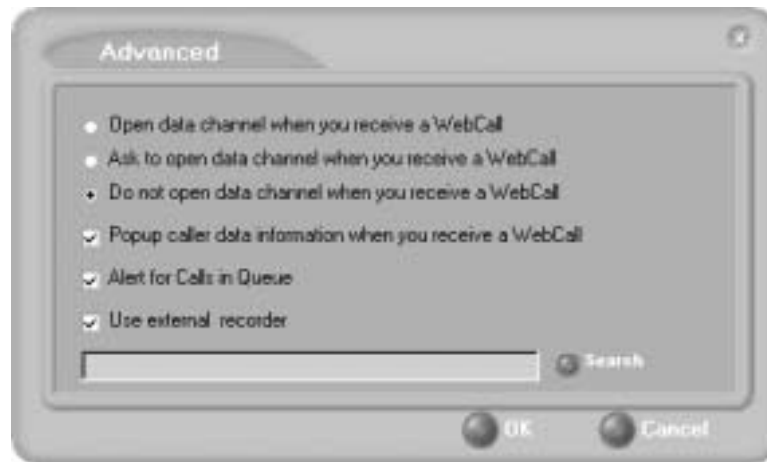 Advanced
Open data channel when you receive a WebCall
Ask to open data channel when you receive a WebCall
Do not open data channel when you receive a WebCall
Popup caller data information when you receive a WebCall
Alert for Calls in Queue
Use external recorder
Search
OK
Cancel